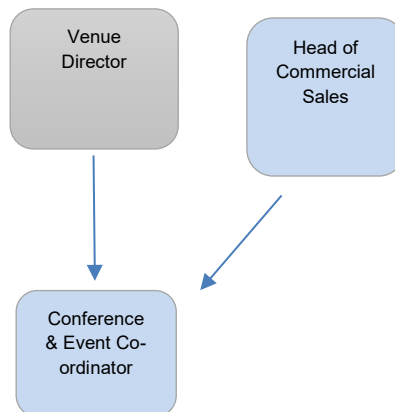 Venue
Director
Head of
Commercial
Sales
Conference
& Event Co-
ordinator